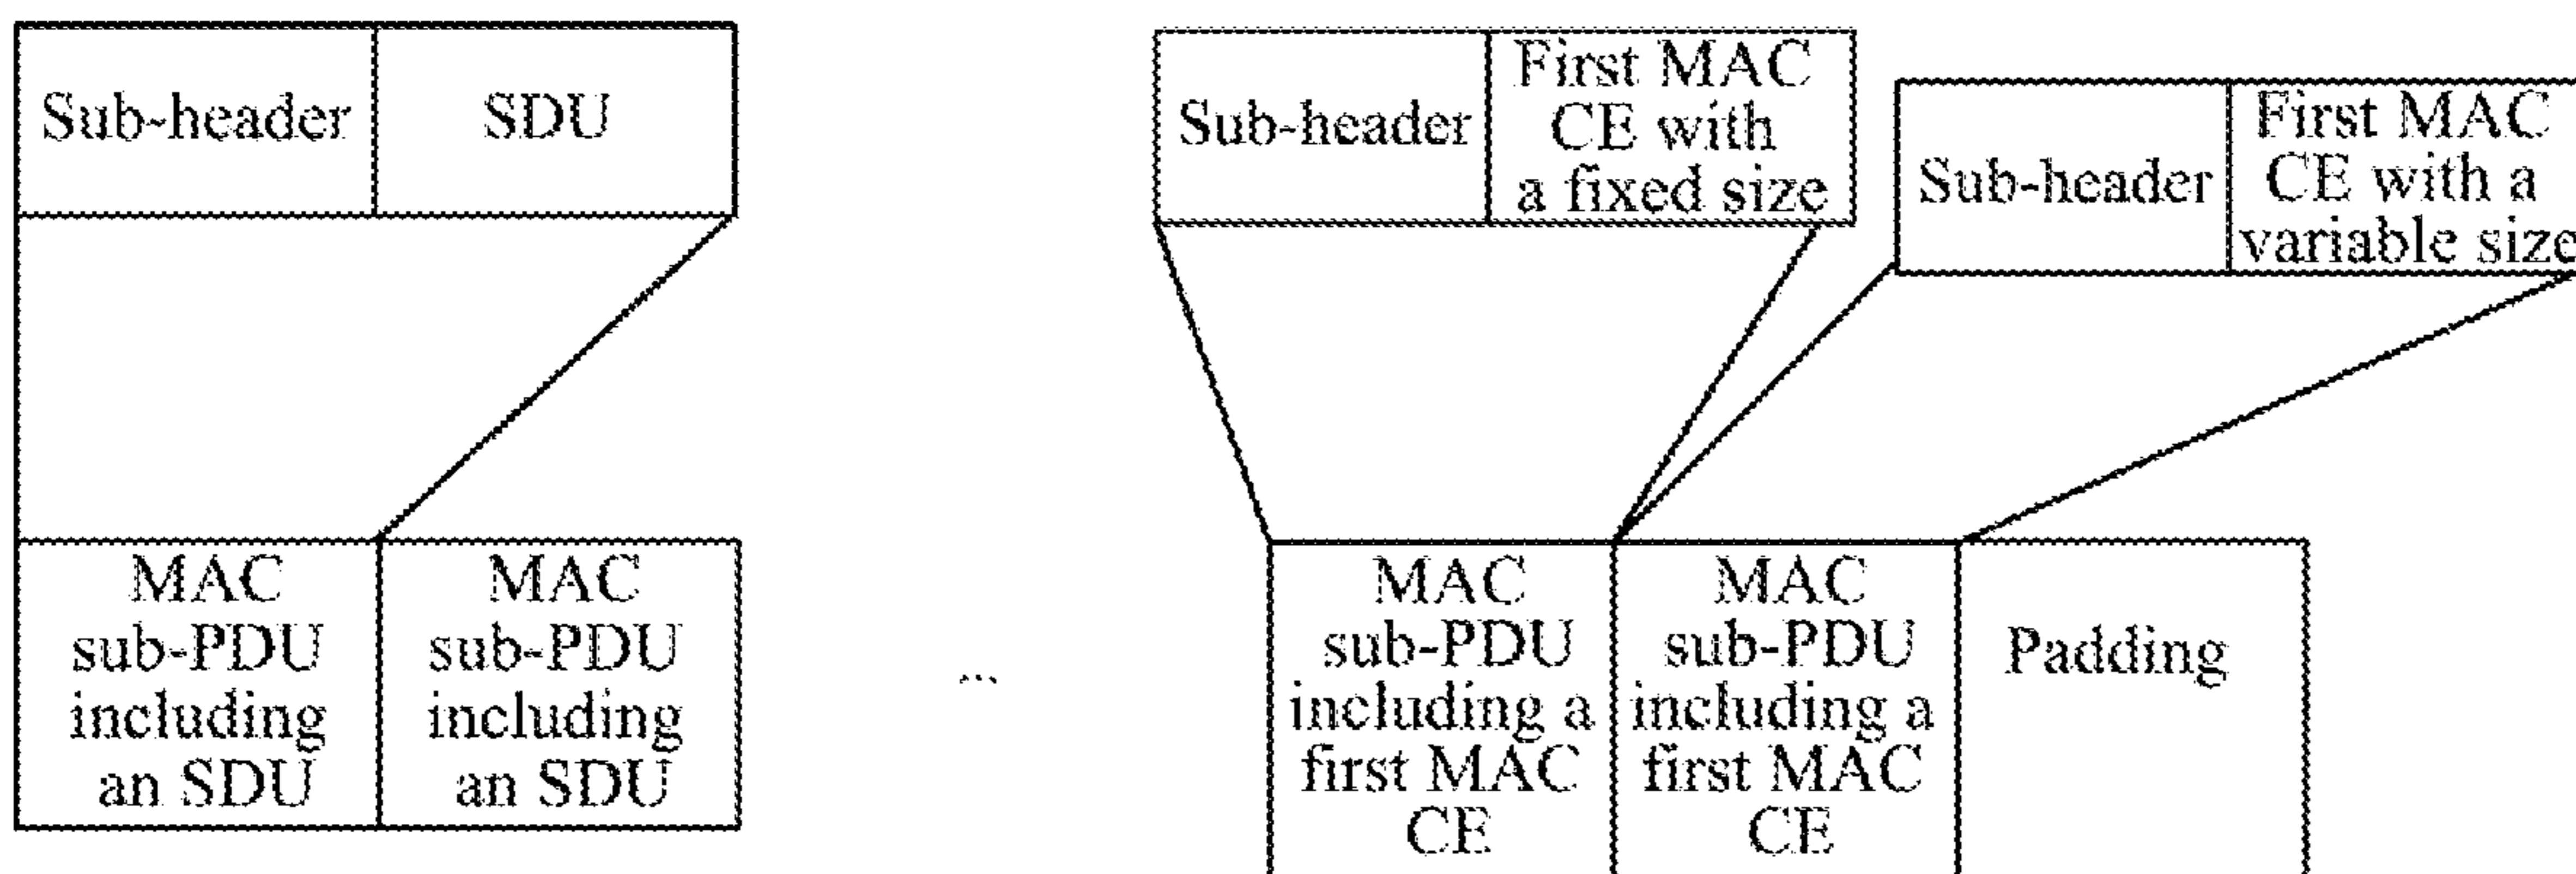 Sub-header
SDU
Sub-header
First MAC
CE with
a fixed size
Sub-header
First MAC
CE with a
variable size
MAC
sub-PDU
including
an SDU
MAC
sub-PDU
including
an SDU
...
MAC
sub-PDU
including a
first MAC
CE
MAC
sub-PDU
including a
first MAC
CE
Padding